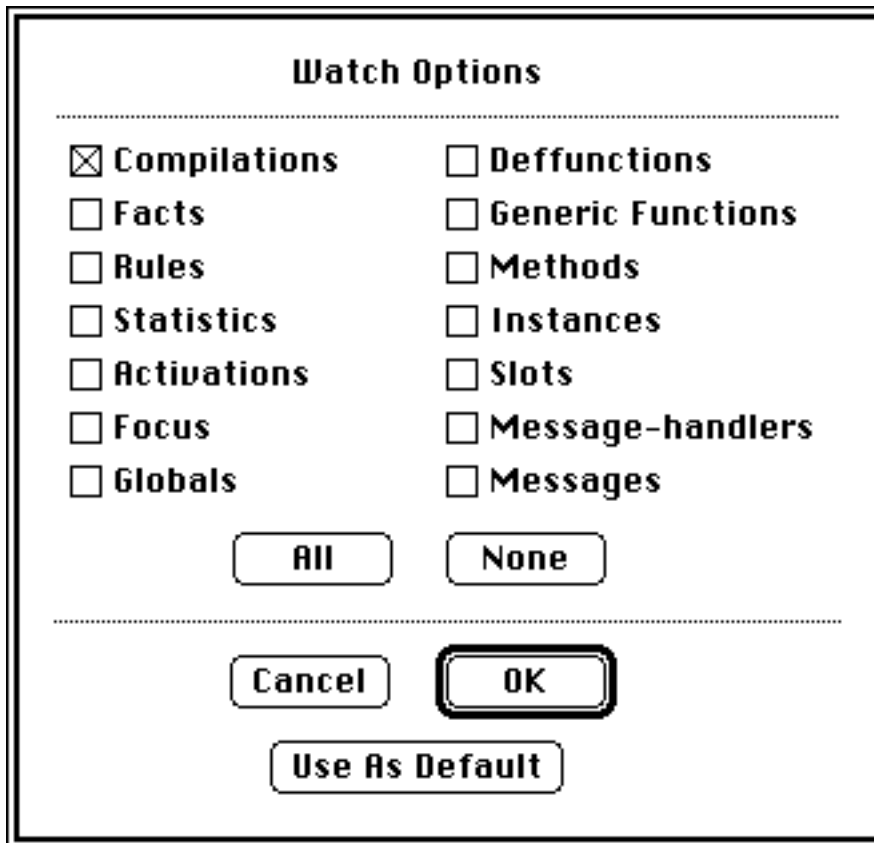 Watch Options
Compilations
Deffunctions
Facts
Generic Functions
Rules
Methods
Statistics
Instances
Activations
Slots
Focus
Message-handlers
Globals
Messages
All
None
Cancel
OK
Use As Default